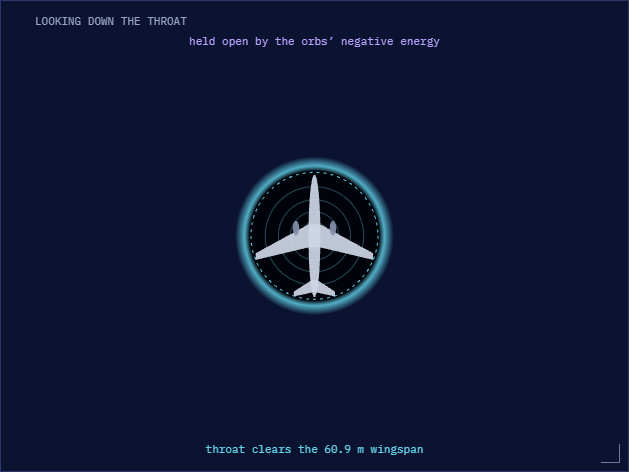 LOOKING DOWN THE THROAT
held open by the orbs’ negative energy
throat clears the 60.9 m wingspan